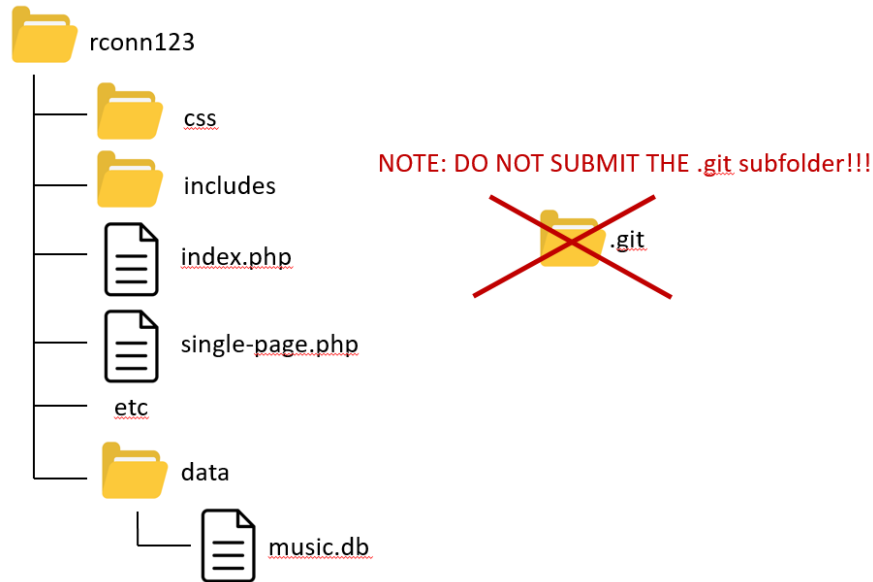 rconn123
css
NOTE: DO NOT SUBMIT THE .git subfolder!!!
includes
.git
index.php
single-page.php
etc
data
music.db